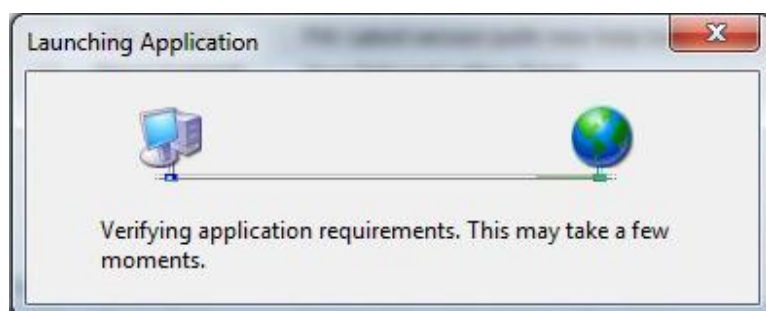 Launching Application
Verifying application requirements. This may take a few
moments.